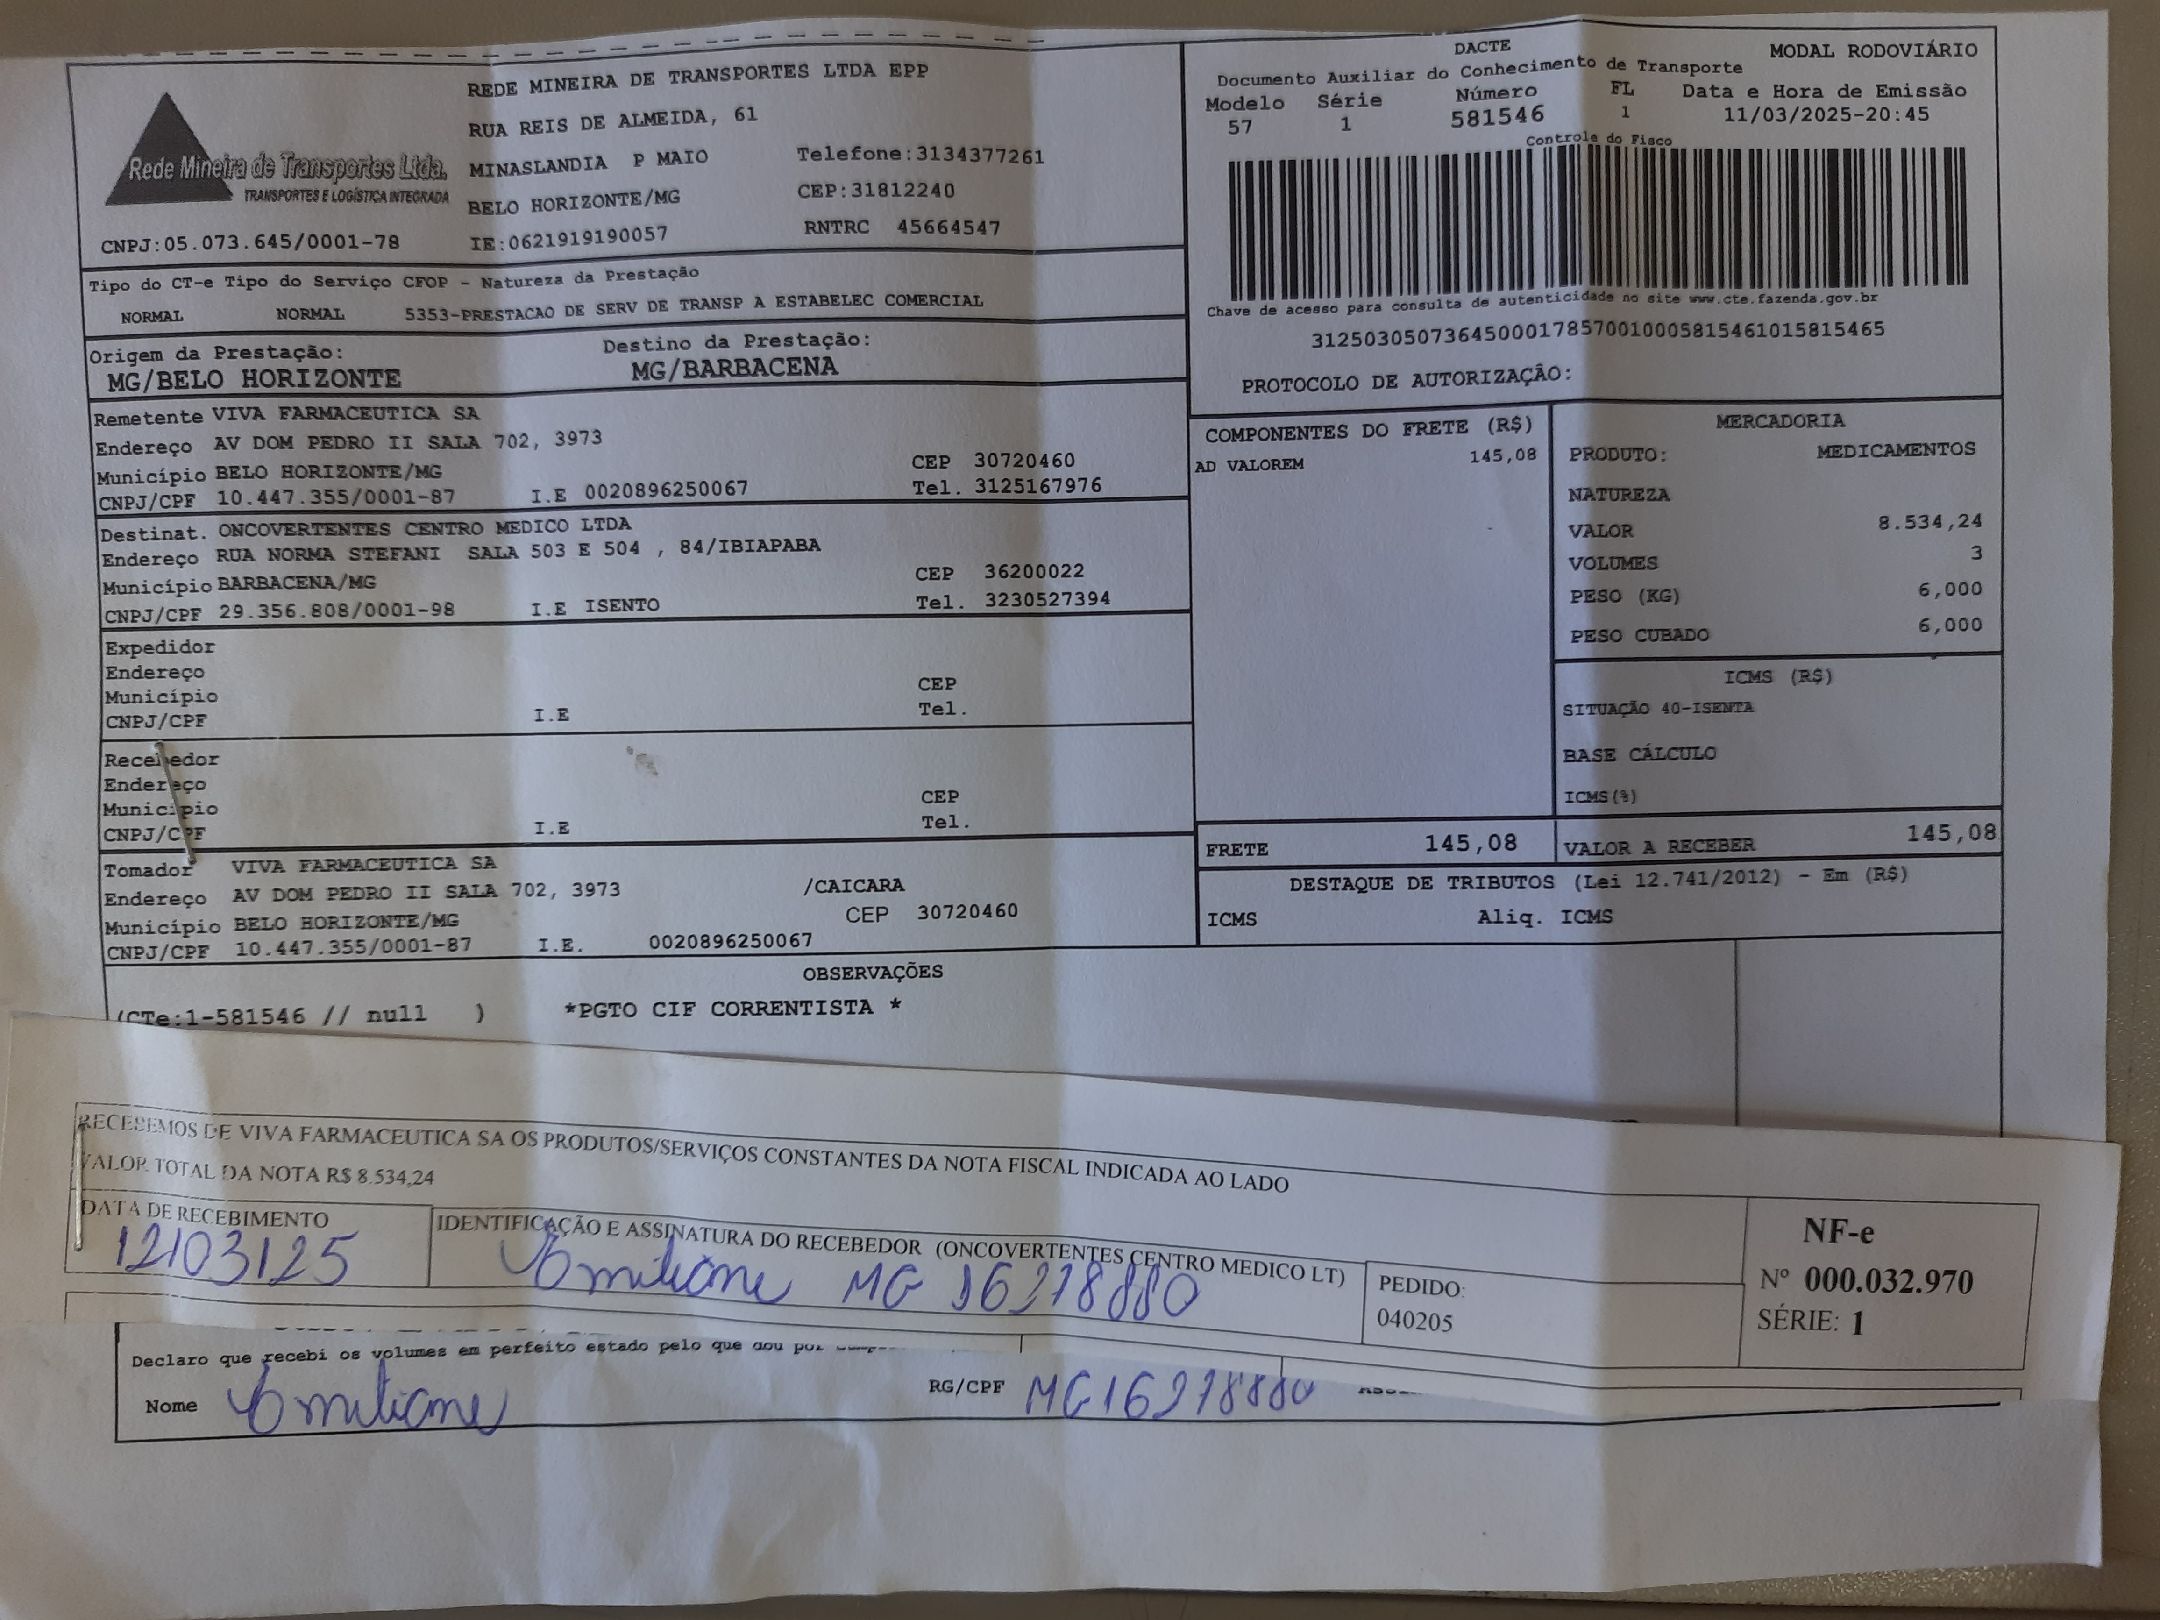 DACTE
MODAL RODOVIÁRIO
Documento Auxiliar do Conhecimento de Transporte
Modelo Série Número FL Data e Hora de Emissão
57 1 581546 1 11/03/2025-20:45
Controle do Fisco
Chave de acesso para consulta de autenticidade no site www.cte.fazenda.gov.br
31250305073645000178570010005815461015815465
PROTOCOLO DE AUTORIZAÇÃO:
Rede Mineira de Transportes Ltda.
TRANSPORTES E LOGÍSTICA INTEGRADA
CNPJ:05.073.645/0001-78
REDE MINEIRA DE TRANSPORTES LTDA EPP
RUA REIS DE ALMEIDA, 61
MINASLANDIA P MAIO Telefone:3134377261
BELO HORIZONTE/MG CEP:31812240
IE:0621919190057 RNTRC 45664547
Tipo do CT-e Tipo do Serviço CFOP - Natureza da Prestação
NORMAL NORMAL 5353-PRESTACAO DE SERV DE TRANSP A ESTABELEC COMERCIAL
Origem da Prestação: Destino da Prestação:
MG/BELO HORIZONTE MG/BARBACENA
Remetente VIVA FARMACEUTICA SA
Endereço AV DOM PEDRO II SALA 702, 3973
Município BELO HORIZONTE/MG CEP 30720460
CNPJ/CPF 10.447.355/0001-87 I.E 0020896250067 Tel. 3125167976
Destinat. ONCOVERTENTES CENTRO MEDICO LTDA
Endereço RUA NORMA STEFANI SALA 503 E 504 , 84/IBIAPABA
Município BARBACENA/MG CEP 36200022
CNPJ/CPF 29.356.808/0001-98 I.E ISENTO Tel. 3230527394
Expedidor
Endereço
Município CEP
CNPJ/CPF I.E Tel.
Recebedor
Endereço
Município CEP
CNPJ/CPF I.E Tel.
Tomador VIVA FARMACEUTICA SA
Endereço AV DOM PEDRO II SALA 702, 3973 /CAICARA
Município BELO HORIZONTE/MG CEP 30720460
CNPJ/CPF 10.447.355/0001-87 I.E. 0020896250067
COMPONENTES DO FRETE (R$)
AD VALOREM 145,08
MERCADORIA
PRODUTO: MEDICAMENTOS
NATUREZA
VALOR 8.534,24
VOLUMES 3
PESO (KG) 6,000
PESO CUBADO 6,000
ICMS (R$)
SITUAÇÃO 40-ISENTA
BASE CÁLCULO
ICMS(%)
FRETE 145,08 VALOR A RECEBER 145,08
DESTAQUE DE TRIBUTOS (Lei 12.741/2012) - Em (R$)
ICMS Aliq. ICMS
OBSERVAÇÕES
(CTe:1-581546 // null ) *PGTO CIF CORRENTISTA *
RECEBEMOS DE VIVA FARMACEUTICA SA OS PRODUTOS/SERVIÇOS CONSTANTES DA NOTA FISCAL INDICADA AO LADO
VALOR TOTAL DA NOTA R$ 8.534,24
DATA DE RECEBIMENTO
12/03/25
IDENTIFICAÇÃO E ASSINATURA DO RECEBEDOR (ONCOVERTENTES CENTRO MEDICO LT)
Emiliane MG 16278880
PEDIDO:
040205
NF-e
Nº 000.032.970
SÉRIE: 1
Declaro que recebi os volumes em perfeito estado pelo que dou por
Nome Emiliane RG/CPF MG16278880